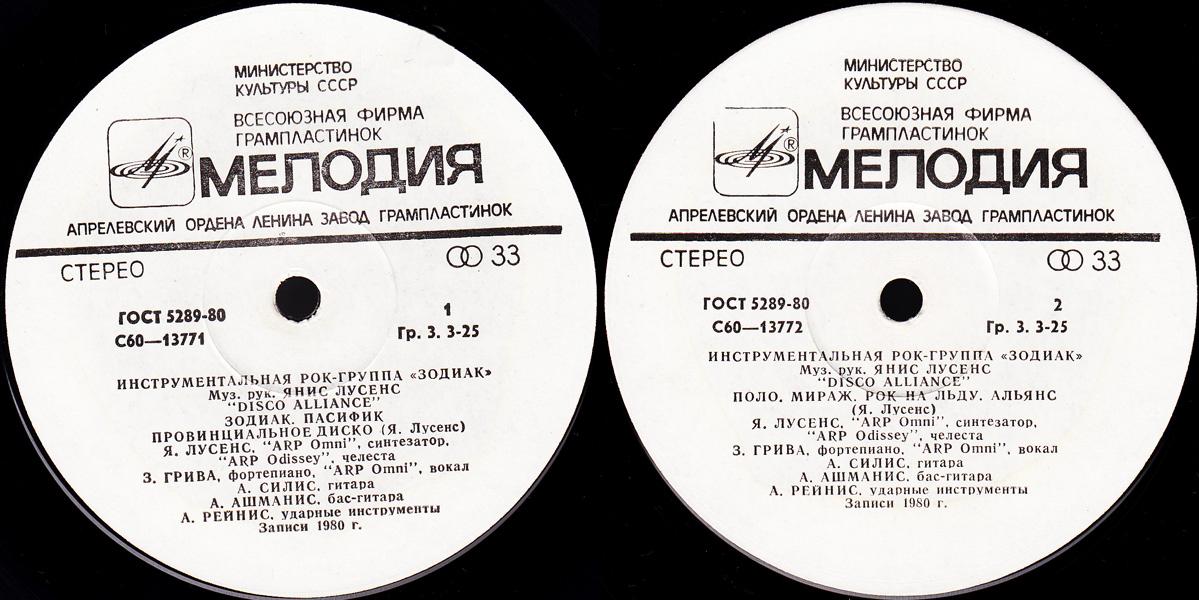 МИНИСТЕРСТВО
КУЛЬТУРЫ СССР
ВСЕСОЮЗНАЯ ФИРМА
ГРАМПЛАСТИНОК
®
МЕЛОДИЯ
АПРЕЛЕВСКИЙ ОРДЕНА ЛЕНИНА ЗАВОД ГРАМПЛАСТИНОК
СТЕРЕО 33
ГОСТ 5289-80 1
С60—13771 Гр. 3. 3-25
ИНСТРУМЕНТАЛЬНАЯ РОК-ГРУППА «ЗОДИАК»
Муз. рук. ЯНИС ЛУСЕНС
"DISCO ALLIANCE"
ЗОДИАК. ПАСИФИК
ПРОВИНЦИАЛЬНОЕ ДИСКО (Я. Лусенс)
Я. ЛУСЕНС, "ARP Omni", синтезатор,
"ARP Odissey", челеста
З. ГРИВА, фортепиано, "ARP Omni", вокал
А. СИЛИС, гитара
А. АШМАНИС, бас-гитара
А. РЕЙНИС, ударные инструменты
Записи 1980 г.
МИНИСТЕРСТВО
КУЛЬТУРЫ СССР
ВСЕСОЮЗНАЯ ФИРМА
ГРАМПЛАСТИНОК
®
МЕЛОДИЯ
АПРЕЛЕВСКИЙ ОРДЕНА ЛЕНИНА ЗАВОД ГРАМПЛАСТИНОК
СТЕРЕО 33
ГОСТ 5289-80 2
С60—13772 Гр. 3. 3-25
ИНСТРУМЕНТАЛЬНАЯ РОК-ГРУППА «ЗОДИАК»
Муз. рук. ЯНИС ЛУСЕНС
"DISCO ALLIANCE"
ПОЛО. МИРАЖ. РОК НА ЛЬДУ. АЛЬЯНС
(Я. Лусенс)
Я. ЛУСЕНС, "ARP Omni", синтезатор,
"ARP Odissey", челеста
З. ГРИВА, фортепиано, "ARP Omni", вокал
А. СИЛИС, гитара
А. АШМАНИС, бас-гитара
А. РЕЙНИС, ударные инструменты
Записи 1980 г.